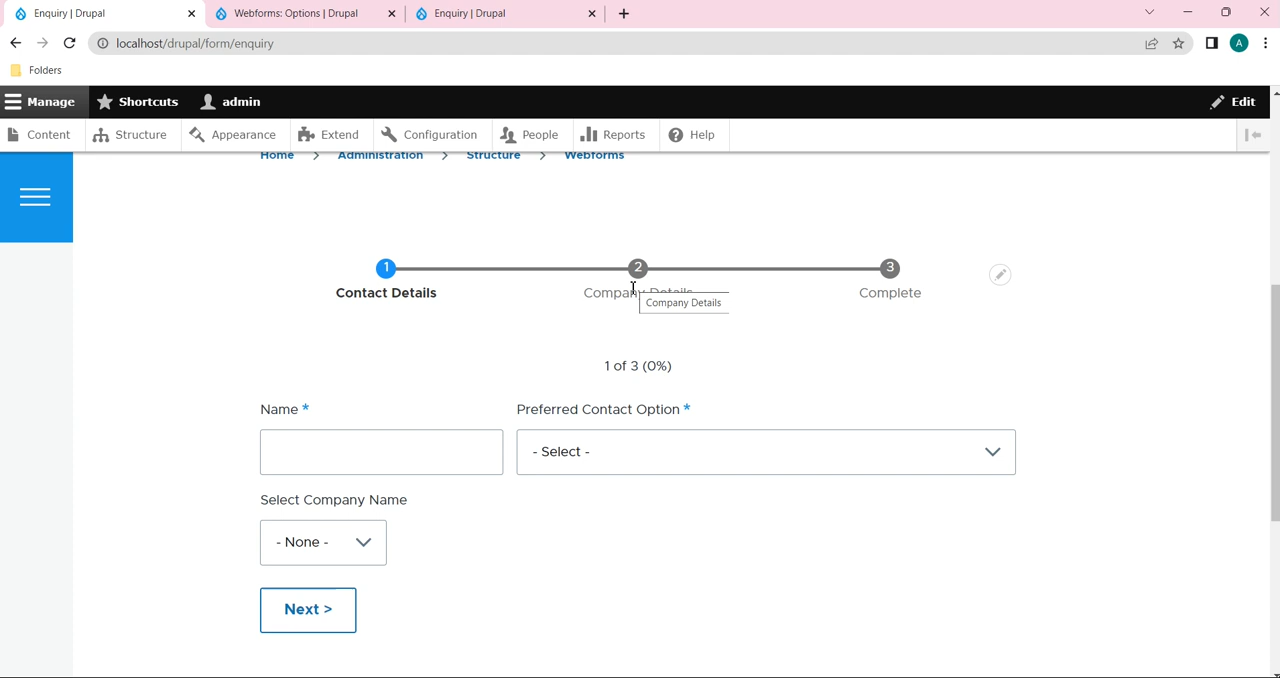 Enquiry | Drupal
Webforms: Options | Drupal
Enquiry | Drupal
localhost/drupal/form/enquiry
A
Folders
Manage
Shortcuts
admin
Edit
Content
Structure
Appearance
Extend
Configuration
People
Reports
Help
Home > Administration > Structure > Webforms
1
2
3
Contact Details
Company Details
Complete
Company Details
1 of 3 (0%)
Name *
Preferred Contact Option *
- Select -
Select Company Name
- None -
Next >